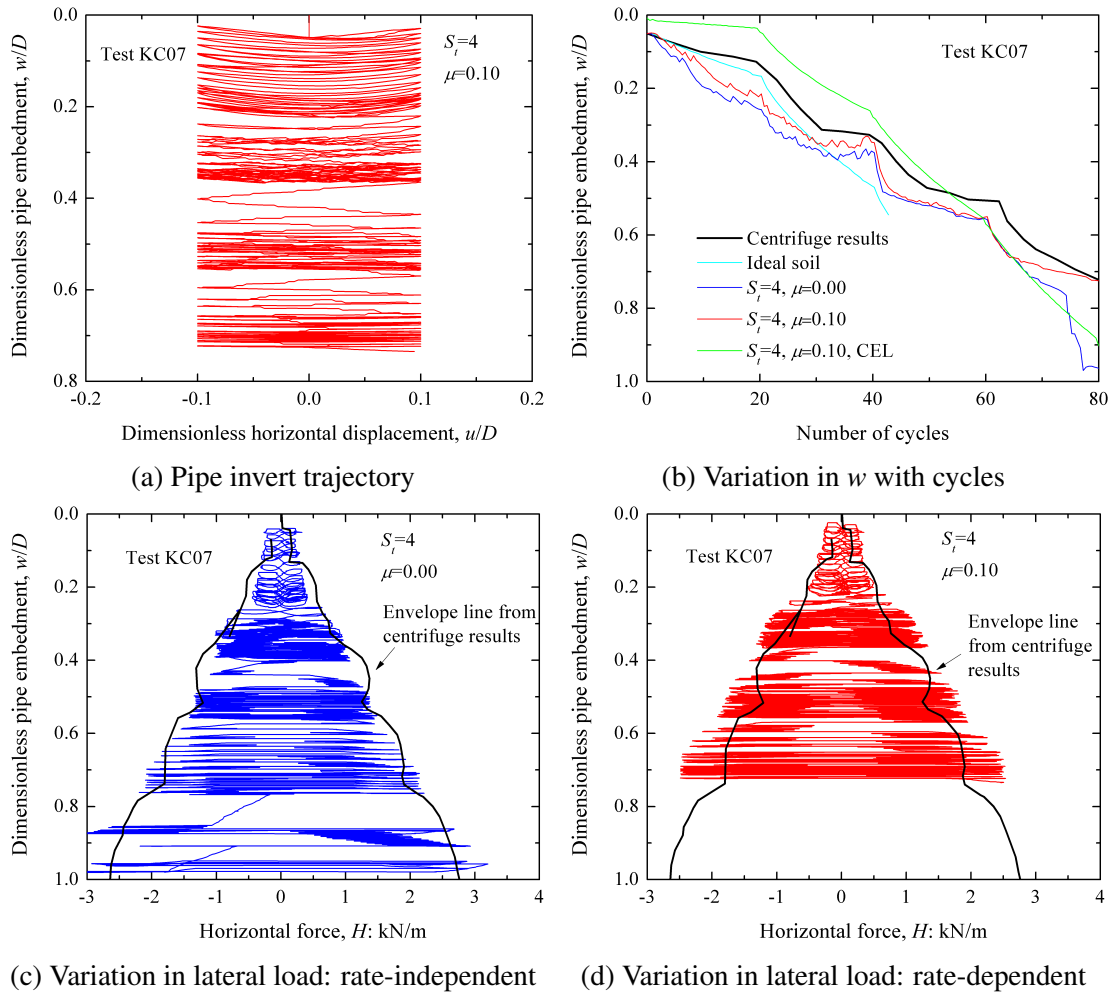 0.0
0.2
0.4
0.6
0.8
-0.2
-0.1
0.0
0.1
0.2
Dimensionless pipe embedment, w/D
Dimensionless horizontal displacement, u/D
Test KC07
S_t=4
μ=0.10
(a) Pipe invert trajectory
0.0
0.2
0.4
0.6
0.8
1.0
0
20
40
60
80
Dimensionless pipe embedment, w/D
Number of cycles
Test KC07
Centrifuge results
Ideal soil
S_t=4, μ=0.00
S_t=4, μ=0.10
S_t=4, μ=0.10, CEL
(b) Variation in w with cycles
0.0
0.2
0.4
0.6
0.8
1.0
-3
-2
-1
0
1
2
3
4
Dimensionless pipe embedment, w/D
Horizontal force, H: kN/m
Test KC07
S_t=4
μ=0.00
Envelope line from
centrifuge results
(c) Variation in lateral load: rate-independent
0.0
0.2
0.4
0.6
0.8
1.0
-3
-2
-1
0
1
2
3
4
Dimensionless pipe embedment, w/D
Horizontal force, H: kN/m
Test KC07
S_t=4
μ=0.10
Envelope line
from centrifuge
results
(d) Variation in lateral load: rate-dependent